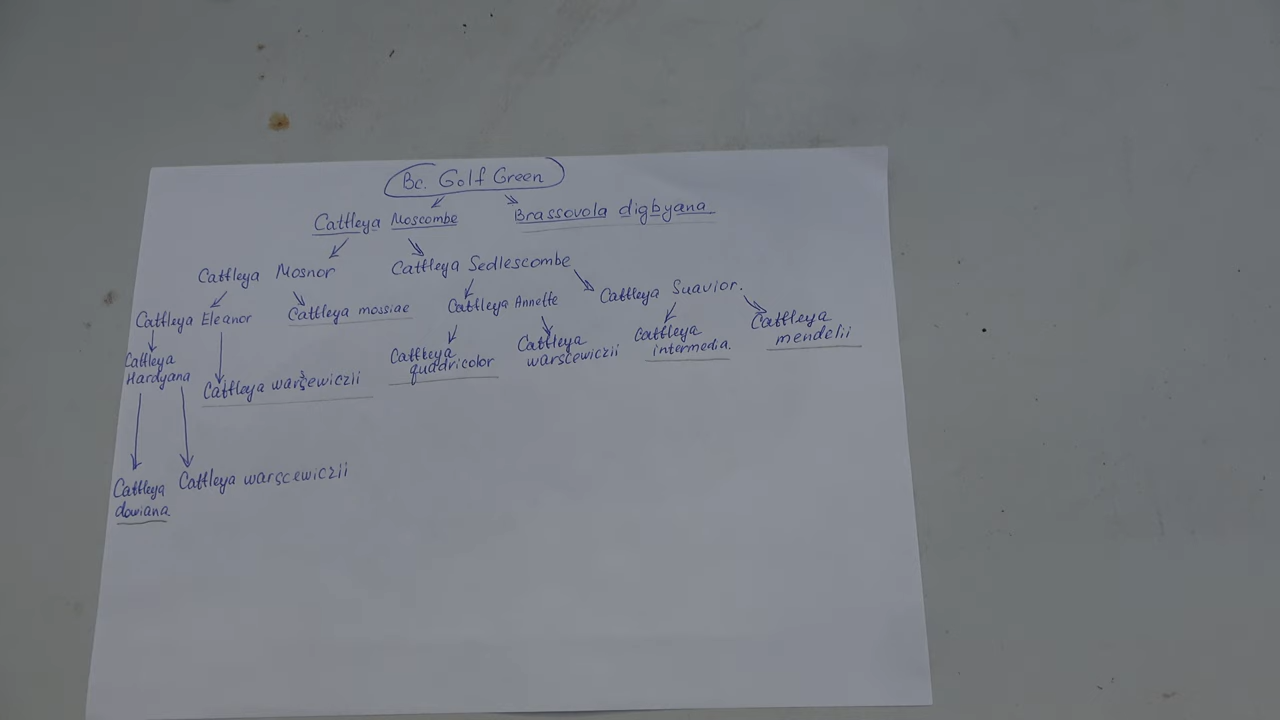 Bc. Golf Green
Cattleya Moscombe
Brassovola digbyana
Cattleya Mosnor
Cattleya Sedlescombe
Cattleya Eleanor
Cattleya mossiae
Cattleya Annette
Cattleya Suavior.
Cattleya
Hardyana
Cattleya warscewiczii
Cattleya
quadricolor
Cattleya
warscewiczii
Cattleya
intermedia.
Cattleya
mendelii
Cattleya
dowiana
Cattleya warscewiczii